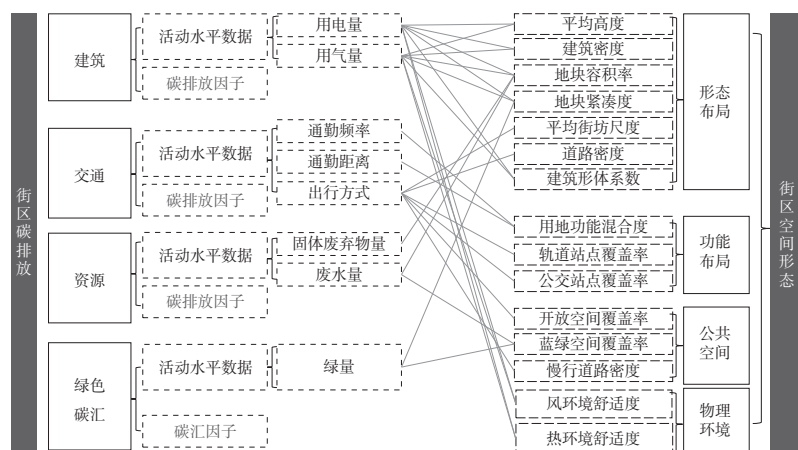 街区碳排放
建筑
活动水平数据
碳排放因子
用电量
用气量
交通
活动水平数据
碳排放因子
通勤频率
通勤距离
出行方式
资源
活动水平数据
碳排放因子
固体废弃物量
废水量
绿色
碳汇
活动水平数据
碳汇因子
绿量
平均高度
建筑密度
地块容积率
地块紧凑度
平均街坊尺度
道路密度
建筑形体系数
形态
布局
用地功能混合度
轨道站点覆盖率
公交站点覆盖率
功能
布局
开放空间覆盖率
蓝绿空间覆盖率
慢行道路密度
公共
空间
风环境舒适度
热环境舒适度
物理
环境
街区空间形态